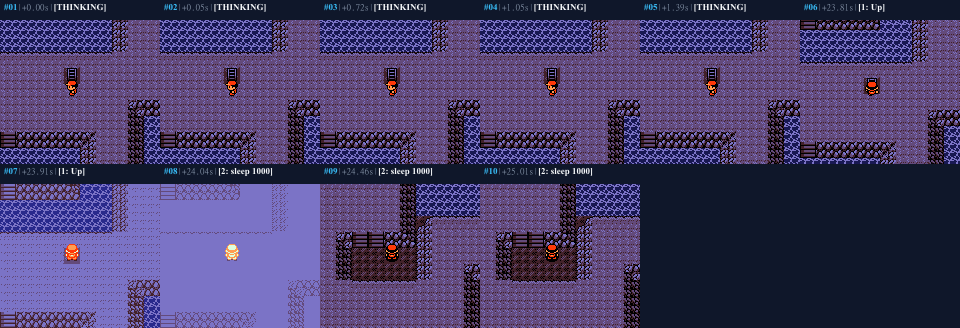 #01|+0.00s|[THINKING]
#02|+0.05s|[THINKING]
#03|+0.72s|[THINKING]
#04|+1.05s|[THINKING]
#05|+1.39s|[THINKING]
#06|+23.81s|[1: Up]
#07|+23.91s|[1: Up]
#08|+24.04s|[2: sleep 1000]
#09|+24.46s|[2: sleep 1000]
#10|+25.01s|[2: sleep 1000]